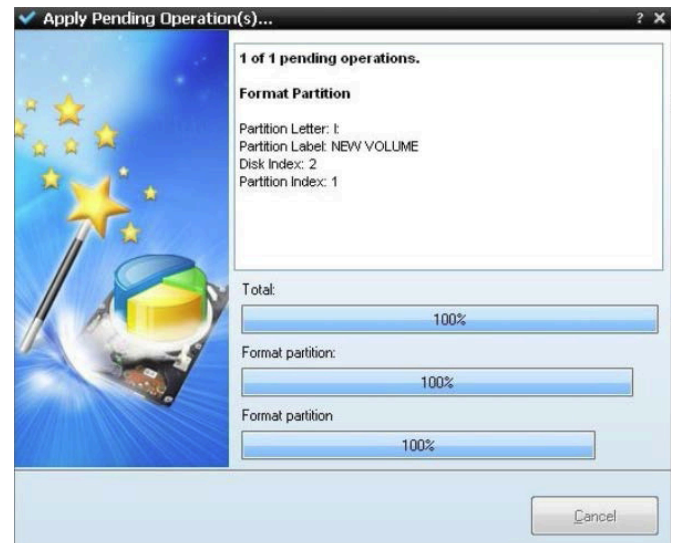 Apply Pending Operation(s)...
? X
1 of 1 pending operations.
Format Partition
Partition Letter: I:
Partition Label: NEW VOLUME
Disk Index: 2
Partition Index: 1
Total:
100%
Format partition:
100%
Format partition
100%
Cancel